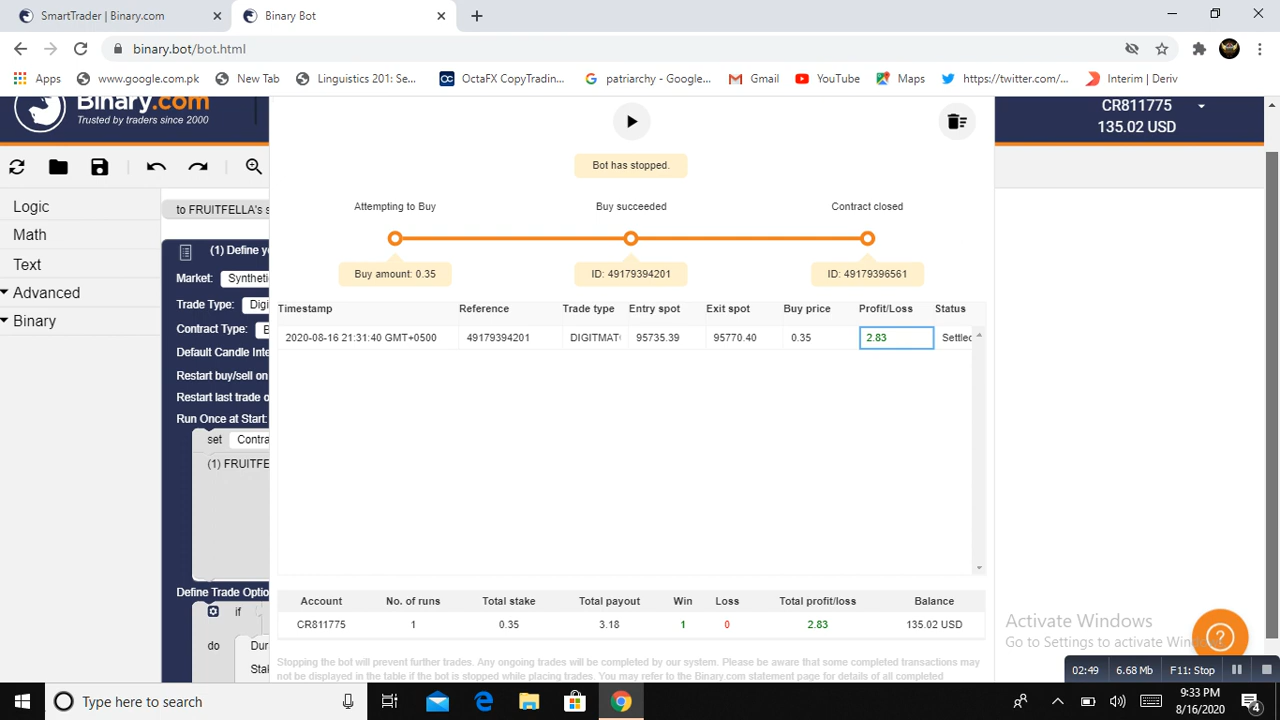 SmartTrader | Binary.com
Binary Bot
binary.bot/bot.html
Apps
www.google.com.pk
New Tab
Linguistics 201: Se...
OctaFX CopyTradin...
patriarchy - Google...
Gmail
YouTube
Maps
https://twitter.com/...
Interim | Deriv
Binary.com
Trusted by traders since 2000
CR811775
135.02 USD
Bot has stopped.
Logic
Math
Text
Advanced
Binary
to FRUITFELLA's s
(1) Define yo
Market: Syntheti
Trade Type: Digi
Contract Type: B
Default Candle Inte
Restart buy/sell on
Restart last trade o
Run Once at Start:
set Contra
(1) FRUITFE
Define Trade Optio
if
do Dur
Stak
Attempting to Buy Buy succeeded Contract closed
Buy amount: 0.35 ID: 49179394201 ID: 49179396561
Timestamp Reference Trade type Entry spot Exit spot Buy price Profit/Loss Status
2020-08-16 21:31:40 GMT+0500 49179394201 DIGITMAT 95735.39 95770.40 0.35 2.83 Settled
Account No. of runs Total stake Total payout Win Loss Total profit/loss Balance
CR811775 1 0.35 3.18 1 0 2.83 135.02 USD
Stopping the bot will prevent further trades. Any ongoing trades will be completed by our system. Please be aware that some completed transactions may
not be displayed in the table if the bot is stopped while placing trades. You may refer to the Binary.com statement page for details of all completed
Activate Windows
Go to Settings to activate Windows.
?
02:49 6.68 Mb F11: Stop
Type here to search
9:33 PM
8/16/2020
4